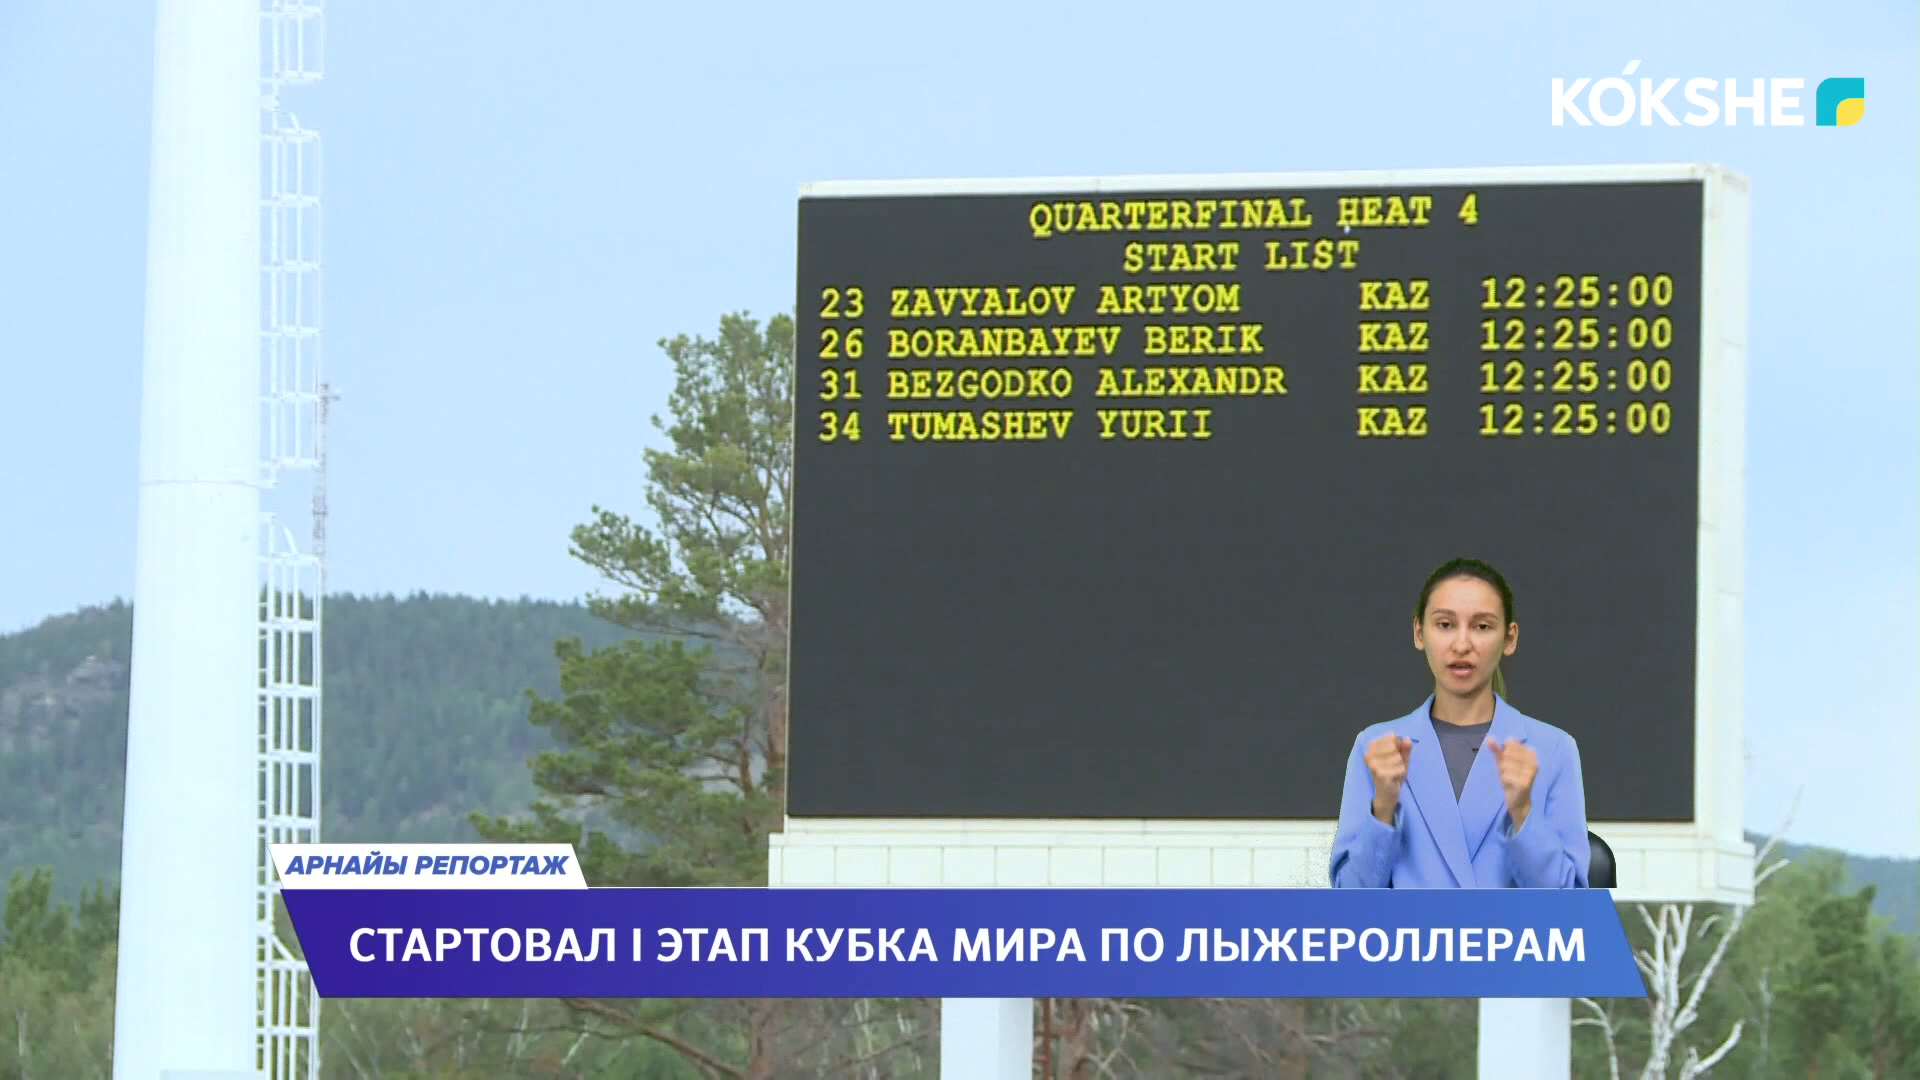 KÓKSHE
QUARTERFINAL HEAT 4
START LIST
23 ZAVYALOV ARTYOM KAZ 12:25:00
26 BORANBAYEV BERIK KAZ 12:25:00
31 BEZGODKO ALEXANDR KAZ 12:25:00
34 TUMASHEV YURII KAZ 12:25:00
АРНАЙЫ РЕПОРТАЖ
СТАРТОВАЛ I ЭТАП КУБКА МИРА ПО ЛЫЖЕРОЛЛЕРАМ